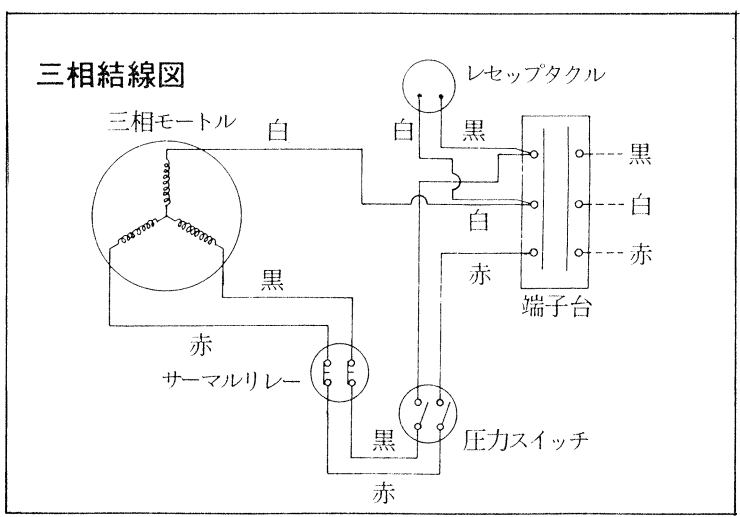 三相結線図
レセップタクル
三相モートル
白
白
黒
黒
白
白
赤
赤
端子台
黒
赤
サーマルリレー
黒
圧力スイッチ
赤